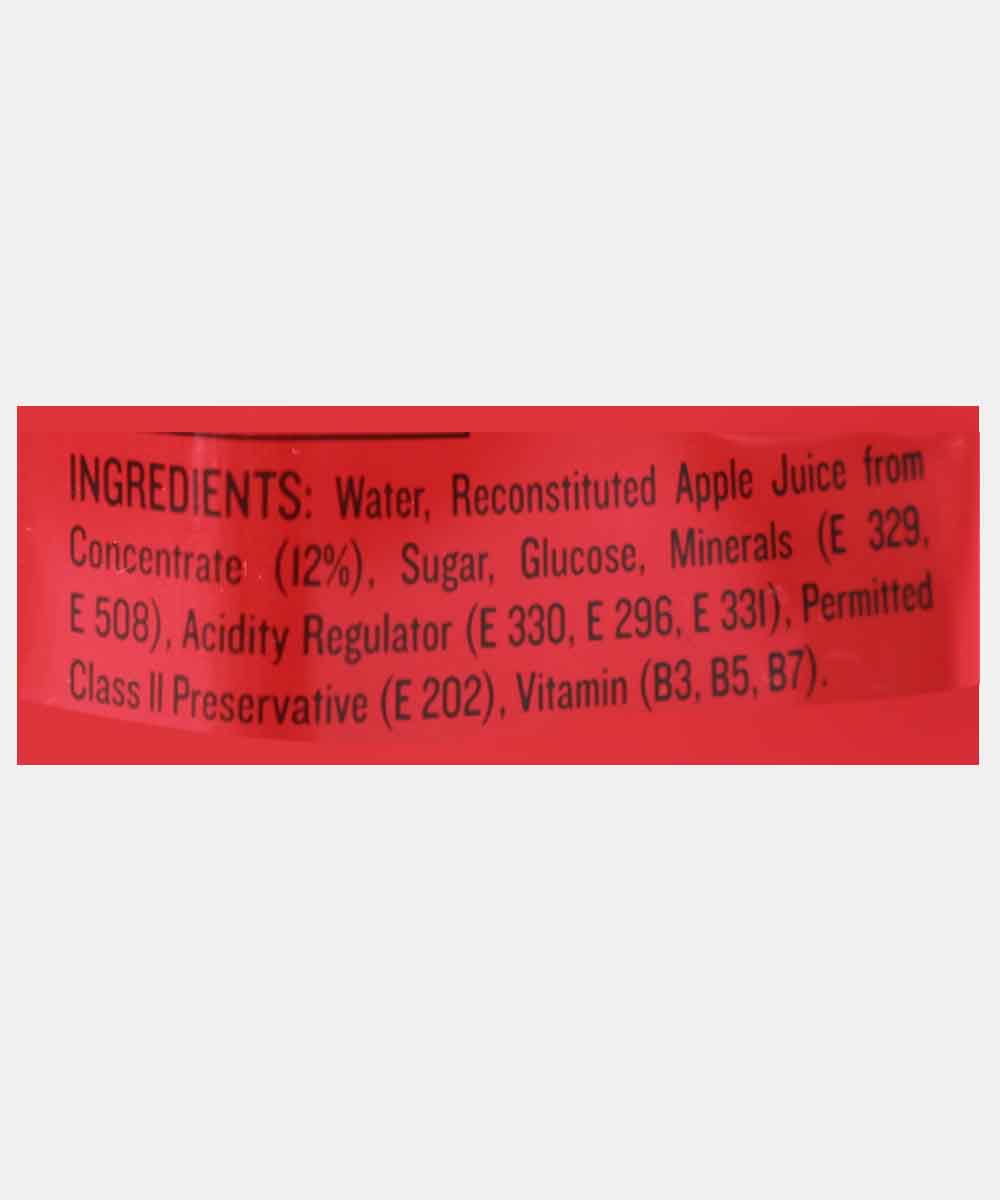 INGREDIENTS: Water, Reconstituted Apple Juice from
Concentrate (12%), Sugar, Glucose, Minerals (E 329,
E 508), Acidity Regulator (E 330, E 296, E 331), Permitted
Class II Preservative (E 202), Vitamin (B3, B5, B7).